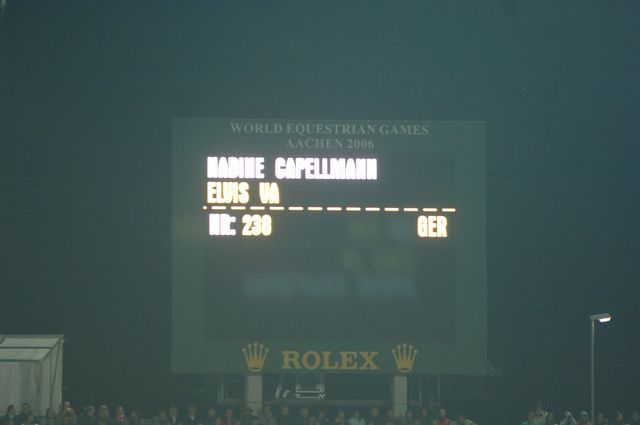 WORLD EQUESTRIAN GAMES
AACHEN 2006
NADINE CAPELLMANN
ELVIS VA
NR: 238 GER
ROLEX